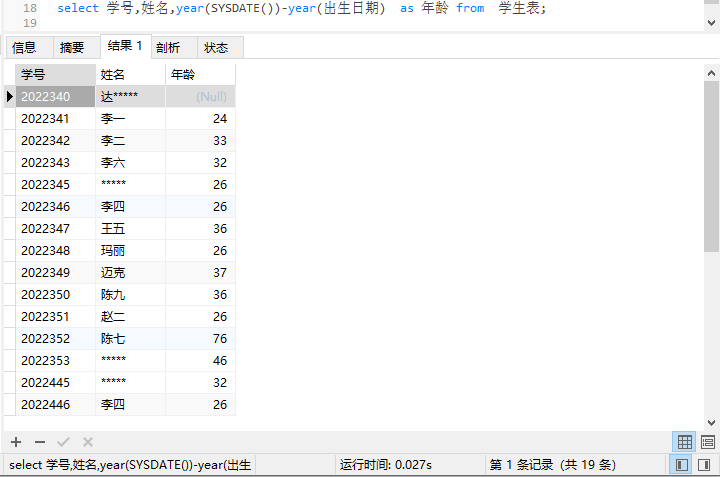 18 select 学号,姓名,year(SYSDATE())-year(出生日期) as 年龄 from 学生表;
19
信息 摘要 结果 1 剖析 状态
学号 姓名 年龄
2022340 达***** (Null)
2022341 李一 24
2022342 李二 33
2022343 李六 32
2022345 ***** 26
2022346 李四 26
2022347 王五 36
2022348 玛丽 26
2022349 迈克 37
2022350 陈九 36
2022351 赵二 26
2022352 陈七 76
2022353 ***** 46
2022445 ***** 32
2022446 李四 26
select 学号,姓名,year(SYSDATE())-year(出生 运行时间: 0.027s 第 1 条记录 (共 19 条)